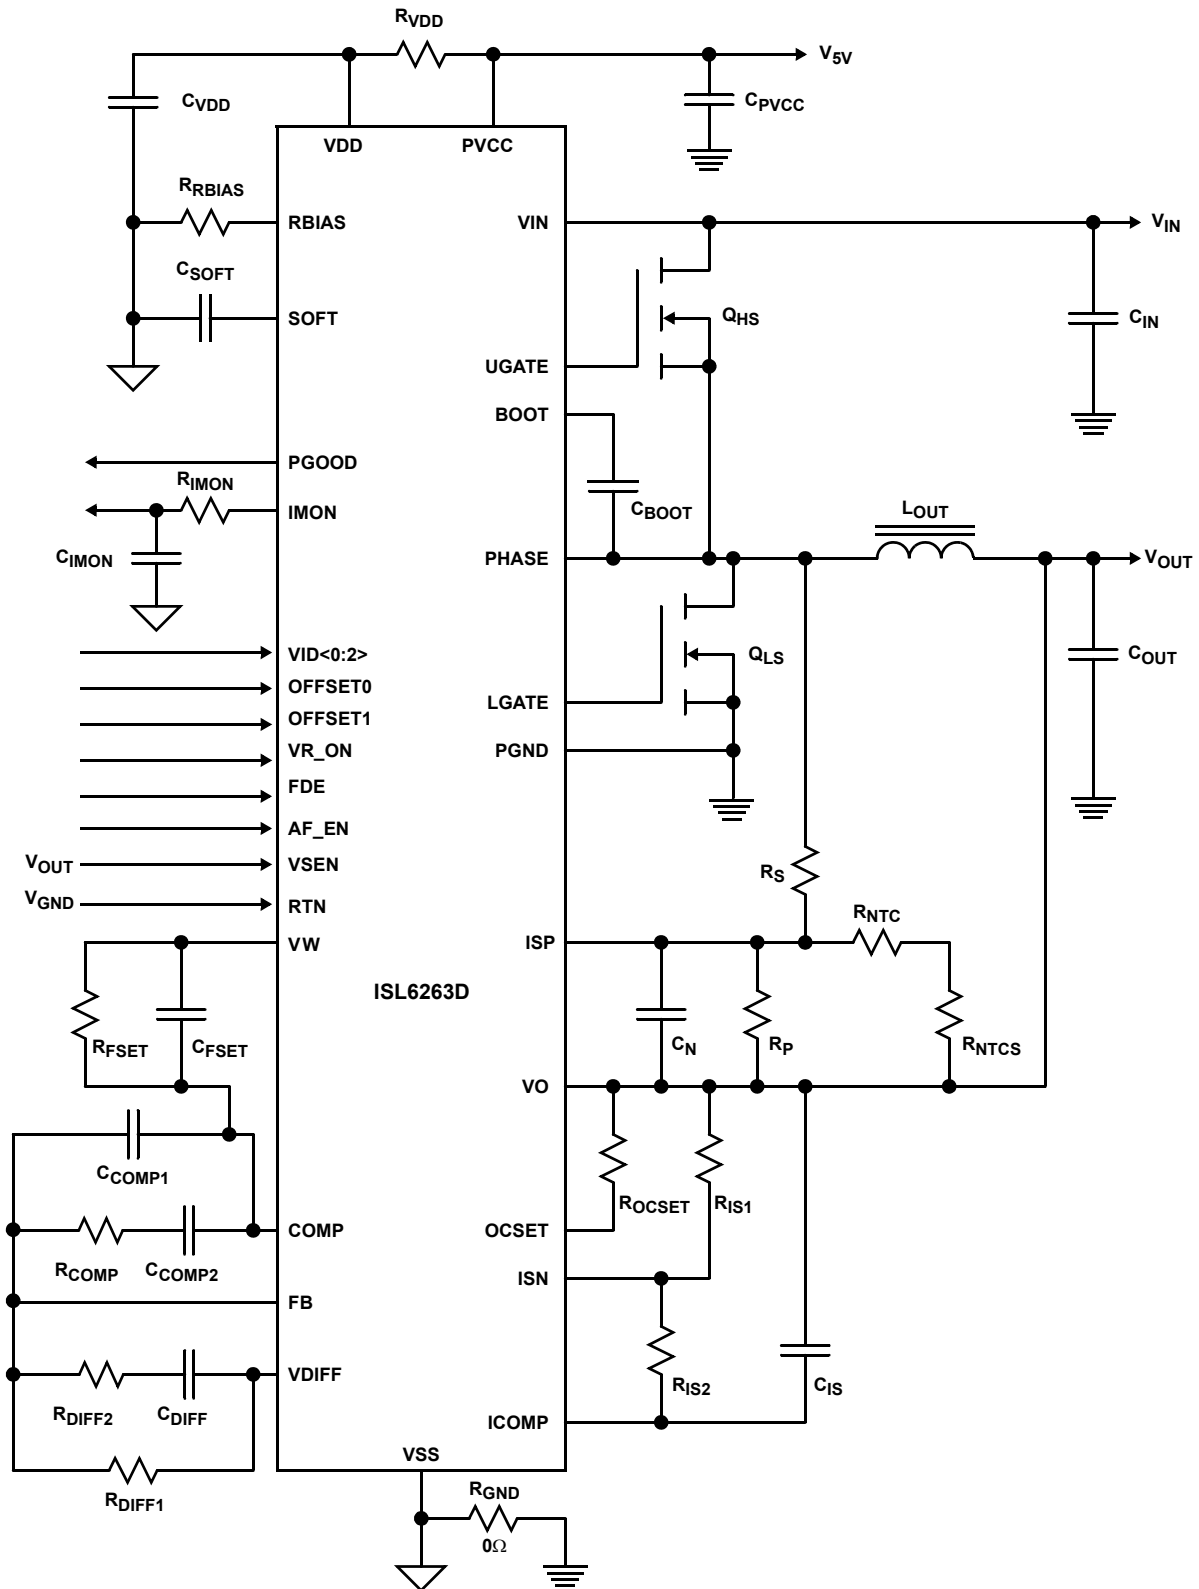 RVDD
V5V
CVDD
CPVCC
VDD PVCC
RRBIAS
RBIAS VIN VIN
CSOFT
SOFT QHS CIN
UGATE
BOOT
PGOOD
RIMON
IMON CBOOT LOUT
CIMON PHASE VOUT
VID<0:2> QLS COUT
OFFSET0
LGATE
OFFSET1
VR_ON PGND
FDE
AF_EN
VOUT VSEN RS
VGND RTN RNTC
VW ISP
ISL6263D
RFSET CFSET CN RP RNTCS
VO
CCOMP1
ROCSET RIS1
COMP OCSET
RCOMP CCOMP2 ISN
FB
VDIFF RIS2 CIS
RDIFF2 CDIFF
ICOMP
VSS
RDIFF1 RGND
0Ω